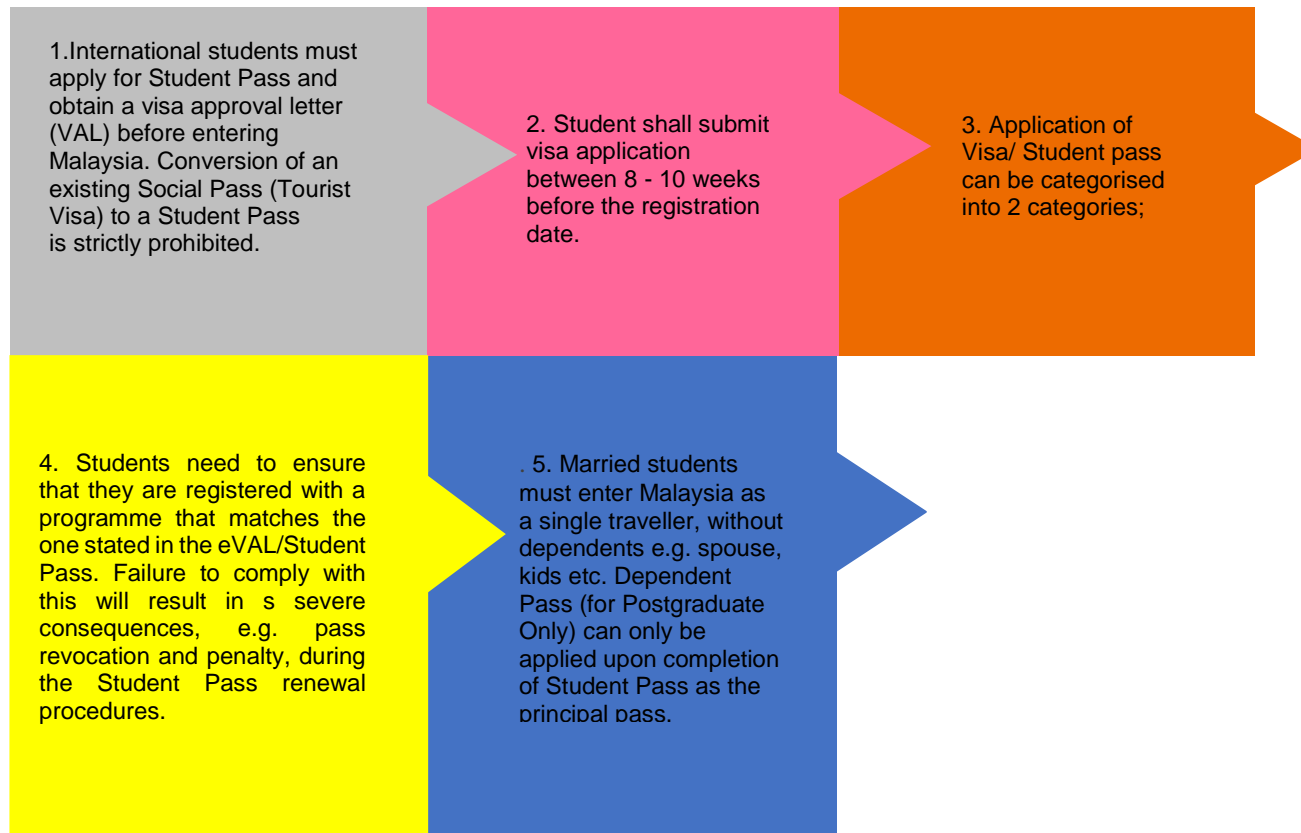 1.International students must
apply for Student Pass and
obtain a visa approval letter
(VAL) before entering
Malaysia. Conversion of an
existing Social Pass (Tourist
Visa) to a Student Pass
is strictly prohibited.
2. Student shall submit
visa application
between 8 - 10 weeks
before the registration
date.
3. Application of
Visa/ Student pass
can be categorised
into 2 categories;
4. Students need to ensure
that they are registered with a
programme that matches the
one stated in the eVAL/Student
Pass. Failure to comply with
this will result in s severe
consequences, e.g. pass
revocation and penalty, during
the Student Pass renewal
procedures.
. 5. Married students
must enter Malaysia as
a single traveller, without
dependents e.g. spouse,
kids etc. Dependent
Pass (for Postgraduate
Only) can only be
applied upon completion
of Student Pass as the
principal pass.